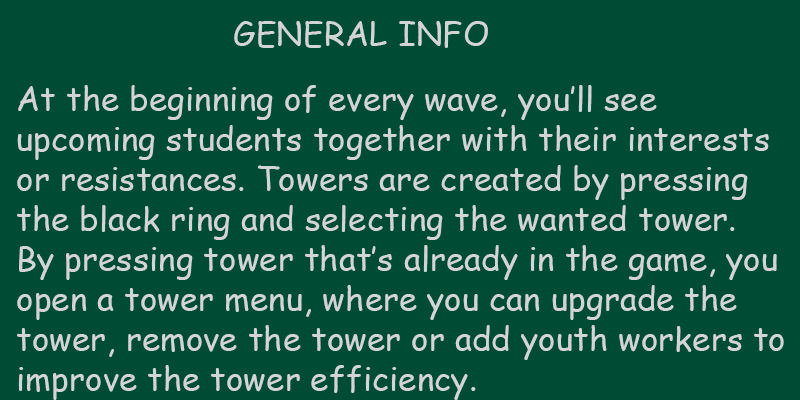 GENERAL INFO
At the beginning of every wave, you'll see
upcoming students together with their interests
or resistances. Towers are created by pressing
the black ring and selecting the wanted tower.
By pressing tower that's already in the game, you
open a tower menu, where you can upgrade the
tower, remove the tower or add youth workers to
improve the tower efficiency.